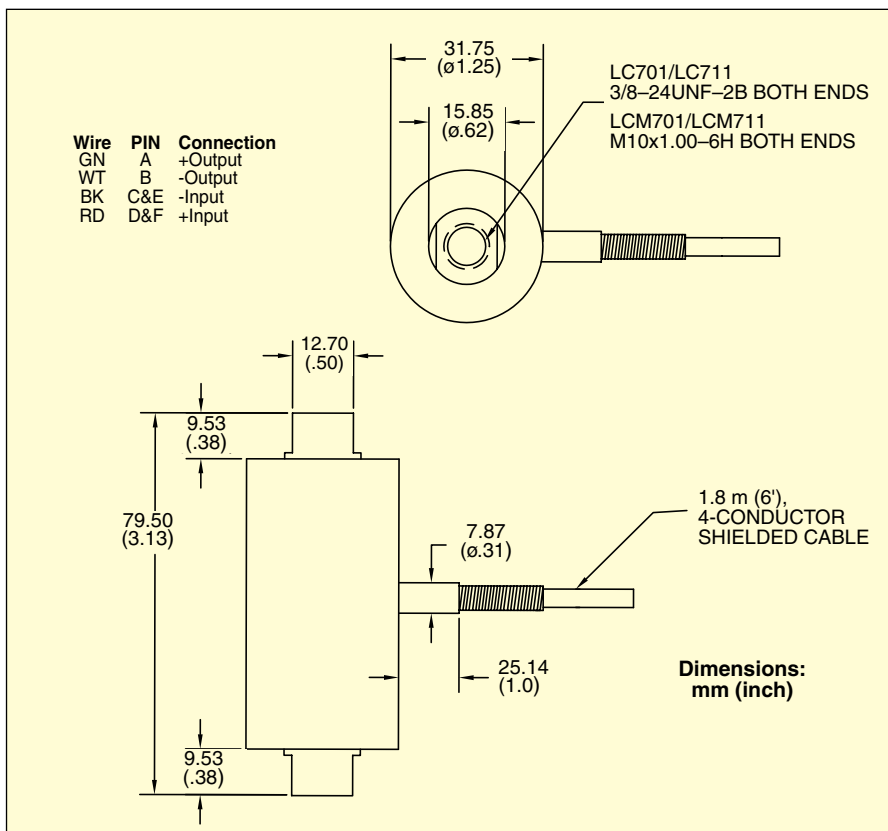 31.75
(ø1.25)
15.85
(ø.62)
LC701/LC711
3/8–24UNF–2B BOTH ENDS
LCM701/LCM711
M10x1.00–6H BOTH ENDS
Wire PIN Connection
GN A +Output
WT B -Output
BK C&E -Input
RD D&F +Input
12.70
(.50)
9.53
(.38)
79.50
(3.13)
7.87
(ø.31)
1.8 m (6'),
4-CONDUCTOR
SHIELDED CABLE
25.14
(1.0)
Dimensions:
mm (inch)
9.53
(.38)